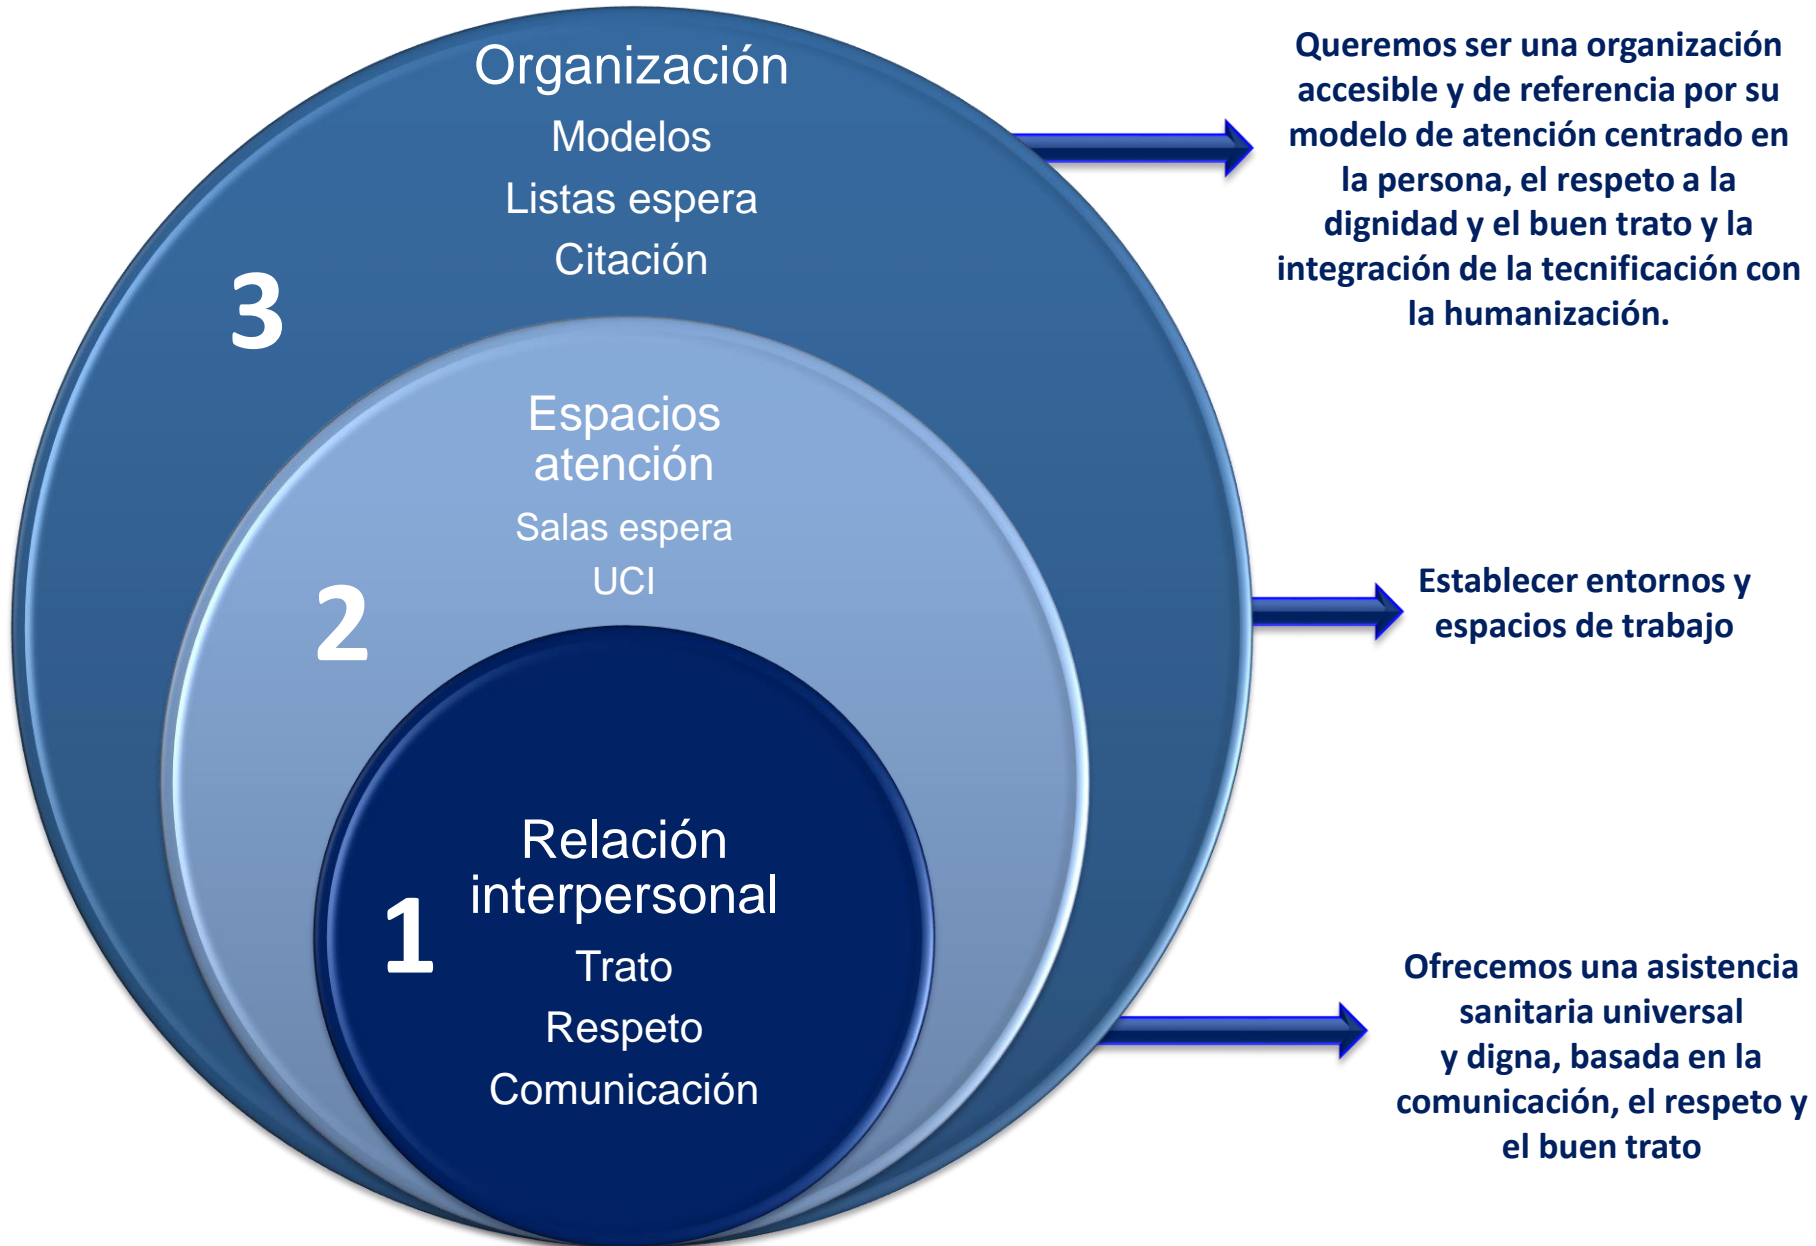 Organización
Modelos
Listas espera
Citación
3
Espacios
atención
Salas espera
UCI
2
Relación
interpersonal
1
Trato
Respeto
Comunicación
Queremos ser una organización
accesible y de referencia por su
modelo de atención centrado en
la persona, el respeto a la
dignidad y el buen trato y la
integración de la tecnificación con
la humanización.
Establecer entornos y
espacios de trabajo
Ofrecemos una asistencia
sanitaria universal
y digna, basada en la
comunicación, el respeto y
el buen trato